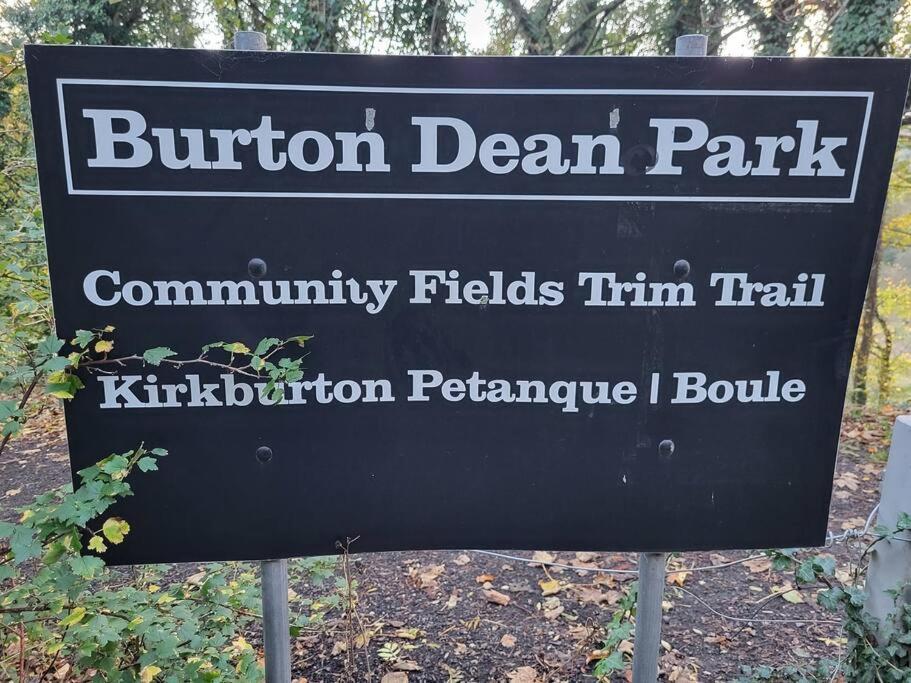 Burton Dean Park
Community Fields Trim Trail
Kirkburton Petanque | Boule